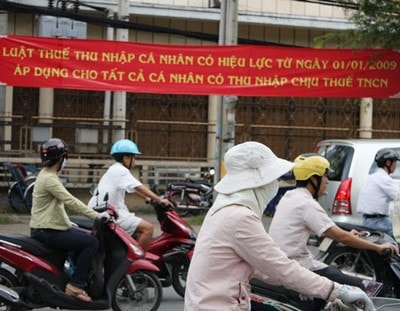 LUẬT THUẾ THU NHẬP CÁ NHÂN CÓ HIỆU LỰC TỪ NGÀY 01/01/2009
ÁP DỤNG CHO TẤT CẢ CÁ NHÂN CÓ THU NHẬP CHỊU THUẾ TNCN